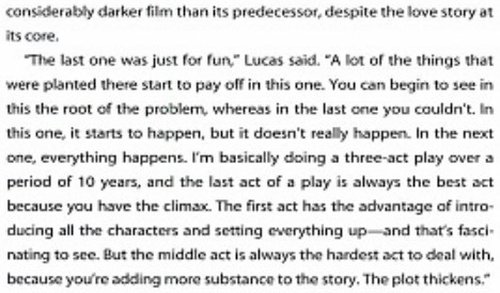 considerably darker film than its predecessor, despite the love story at
its core.
"The last one was just for fun," Lucas said. "A lot of the things that
were planted there start to pay off in this one. You can begin to see in
this the root of the problem, whereas in the last one you couldn't. In
this one, it starts to happen, but it doesn't really happen. In the next
one, everything happens. I'm basically doing a three-act play over a
period of 10 years, and the last act of a play is always the best act
because you have the climax. The first act has the advantage of intro-
ducing all the characters and setting everything up—and that's fasci-
nating to see. But the middle act is always the hardest act to deal with,
because you're adding more substance to the story. The plot thickens."